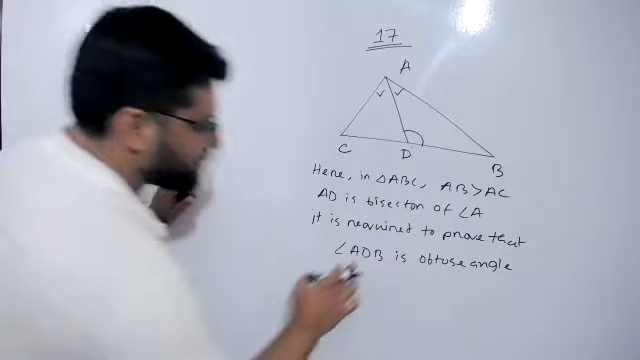 17
A
C
D
B
Here, in △ABC, AB>AC
AD is bisector of ∠A
it is required to prove that
∠ADB is obtuse angle